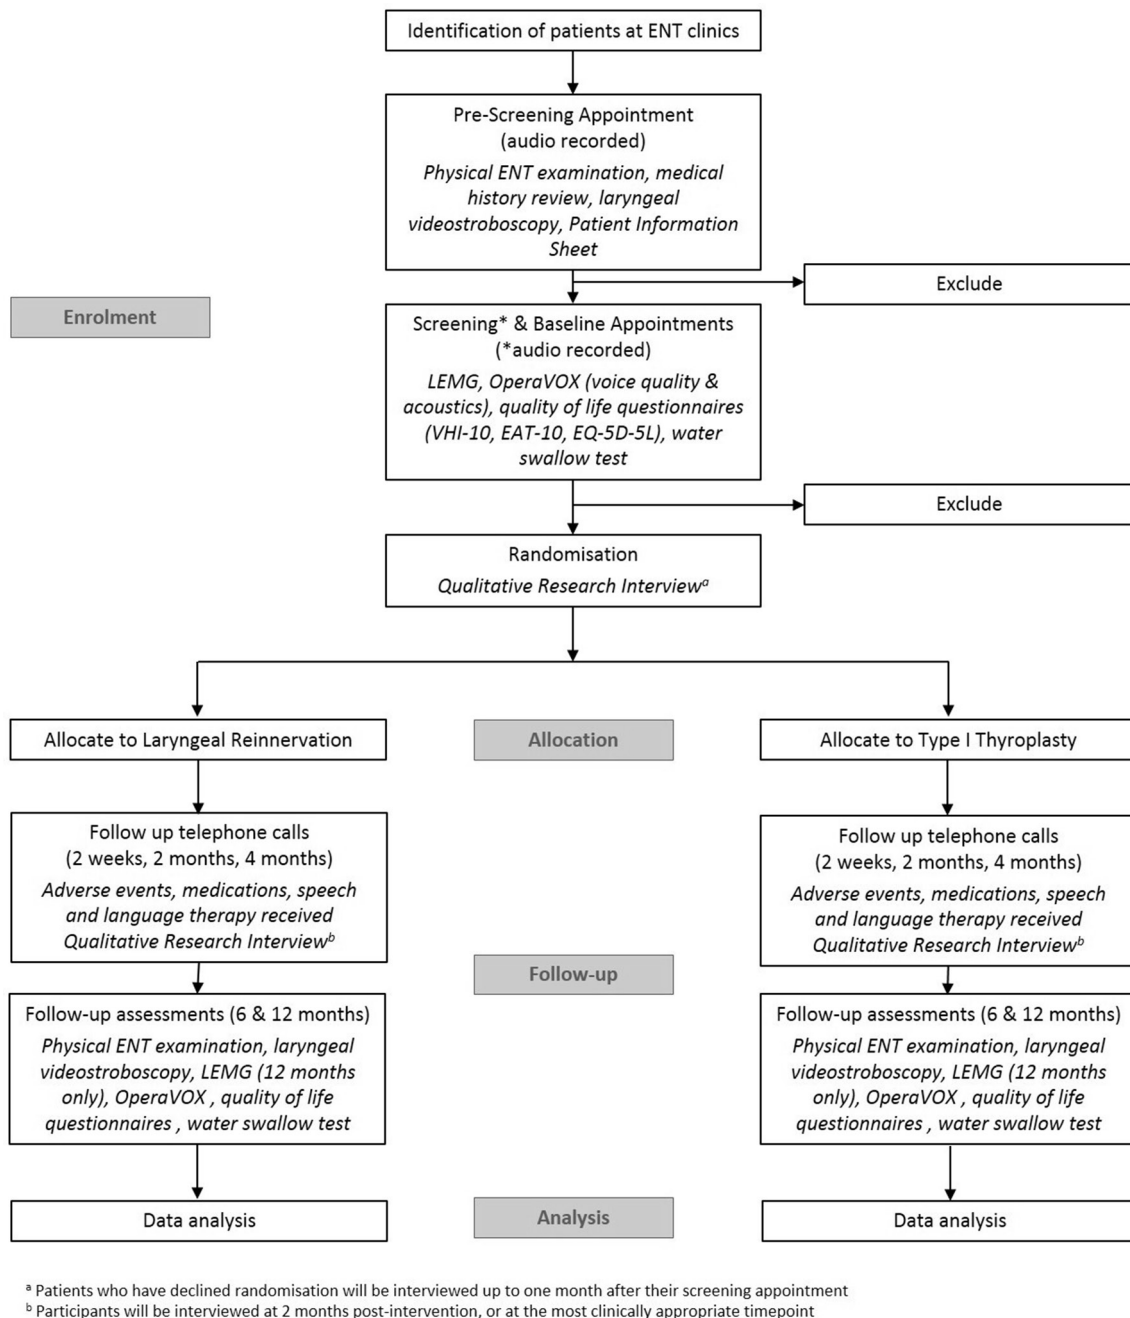 Identification of patients at ENT clinics
Pre-Screening Appointment
(audio recorded)
Physical ENT examination, medical
history review, laryngeal
videostroboscopy, Patient Information
Sheet
Exclude
Enrolment
Screening* & Baseline Appointments
(*audio recorded)
LEMG, OperaVOX (voice quality &
acoustics), quality of life questionnaires
(VHI-10, EAT-10, EQ-5D-5L), water
swallow test
Exclude
Randomisation
Qualitative Research Interviewᵃ
Allocate to Laryngeal Reinnervation
Allocation
Allocate to Type I Thyroplasty
Follow up telephone calls
(2 weeks, 2 months, 4 months)
Adverse events, medications, speech
and language therapy received
Qualitative Research Interviewᵇ
Follow up telephone calls
(2 weeks, 2 months, 4 months)
Adverse events, medications, speech
and language therapy received
Qualitative Research Interviewᵇ
Follow-up
Follow-up assessments (6 & 12 months)
Physical ENT examination, laryngeal
videostroboscopy, LEMG (12 months
only), OperaVOX , quality of life
questionnaires , water swallow test
Follow-up assessments (6 & 12 months)
Physical ENT examination, laryngeal
videostroboscopy, LEMG (12 months
only), OperaVOX , quality of life
questionnaires , water swallow test
Data analysis
Analysis
Data analysis
ᵃ Patients who have declined randomisation will be interviewed up to one month after their screening appointment
ᵇ Participants will be interviewed at 2 months post-intervention, or at the most clinically appropriate timepoint